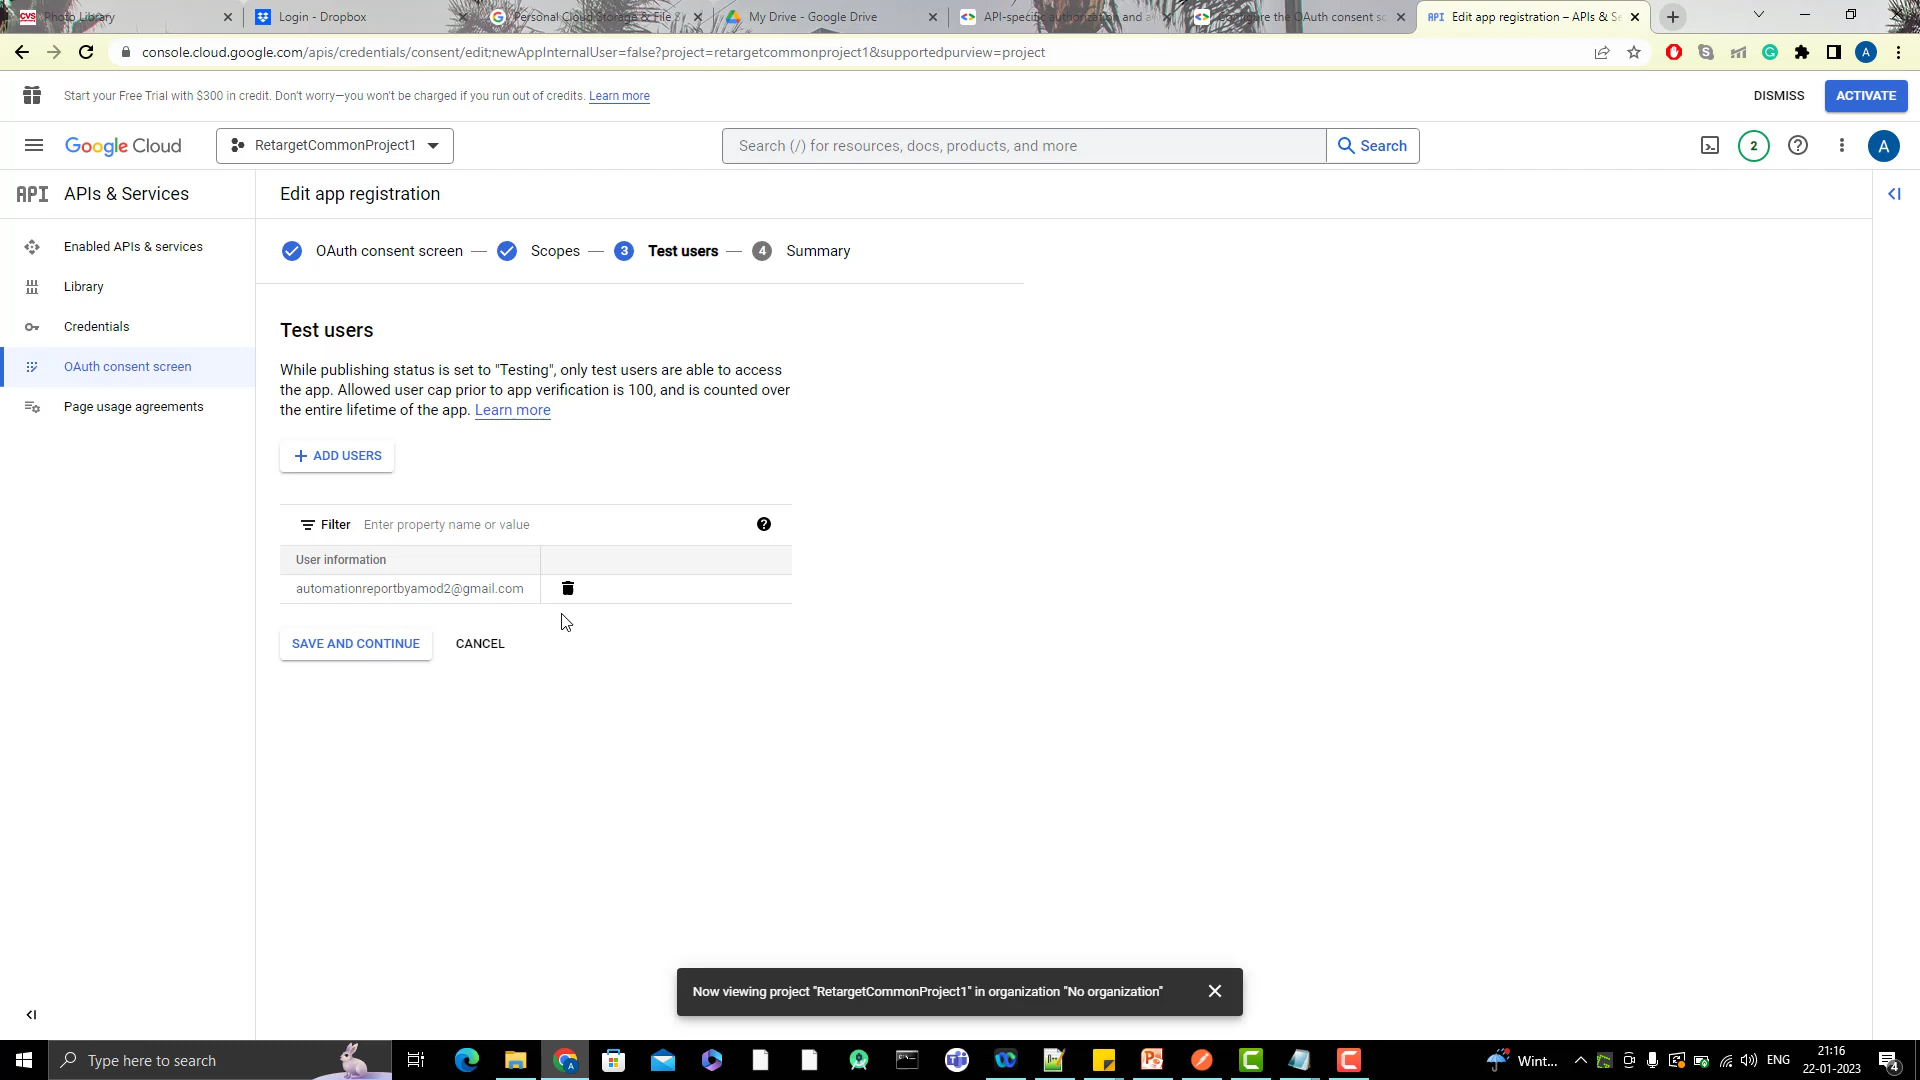 CVS Photo Library
Login - Dropbox
Personal Cloud Storage & File S
My Drive - Google Drive
API-specific authorization and a
the OAuth consent sc
API Edit app registration – APIs & Se
console.cloud.google.com/apis/credentials/consent/edit;newAppInternalUser=false?project=retargetcommonproject1&supportedpurview=project
A
Start your Free Trial with $300 in credit. Don't worry—you won't be charged if you run out of credits. Learn more
DISMISS
ACTIVATE
Google Cloud
RetargetCommonProject1
Search (/) for resources, docs, products, and more
Search
2
A
API APIs & Services
Edit app registration
Enabled APIs & services
Library
Credentials
OAuth consent screen
Page usage agreements
OAuth consent screen — Scopes — 3 Test users — 4 Summary
Test users
While publishing status is set to "Testing", only test users are able to access
the app. Allowed user cap prior to app verification is 100, and is counted over
the entire lifetime of the app. Learn more
+ ADD USERS
Filter Enter property name or value
User information
automationreportbyamod2@gmail.com
SAVE AND CONTINUE
CANCEL
Now viewing project "RetargetCommonProject1" in organization "No organization"
Type here to search
Wint...
ENG
21:16
22-01-2023
4